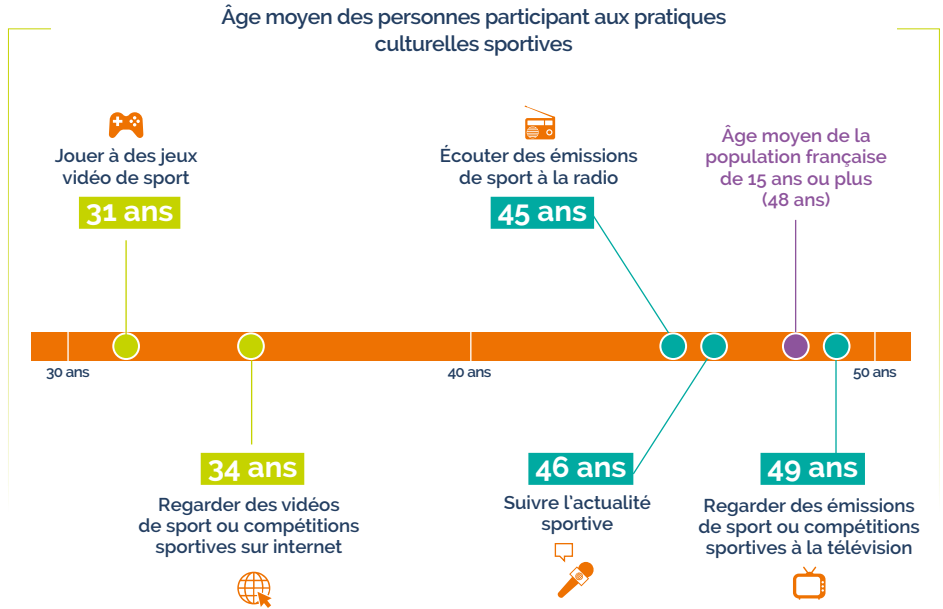 Âge moyen des personnes participant aux pratiques
culturelles sportives
Jouer à des jeux
vidéo de sport
31 ans
Écouter des émissions
de sport à la radio
45 ans
Âge moyen de la
population française
de 15 ans ou plus
(48 ans)
30 ans
40 ans
50 ans
34 ans
Regarder des vidéos
de sport ou compétitions
sportives sur internet
46 ans
Suivre l'actualité
sportive
49 ans
Regarder des émissions
de sport ou compétitions
sportives à la télévision